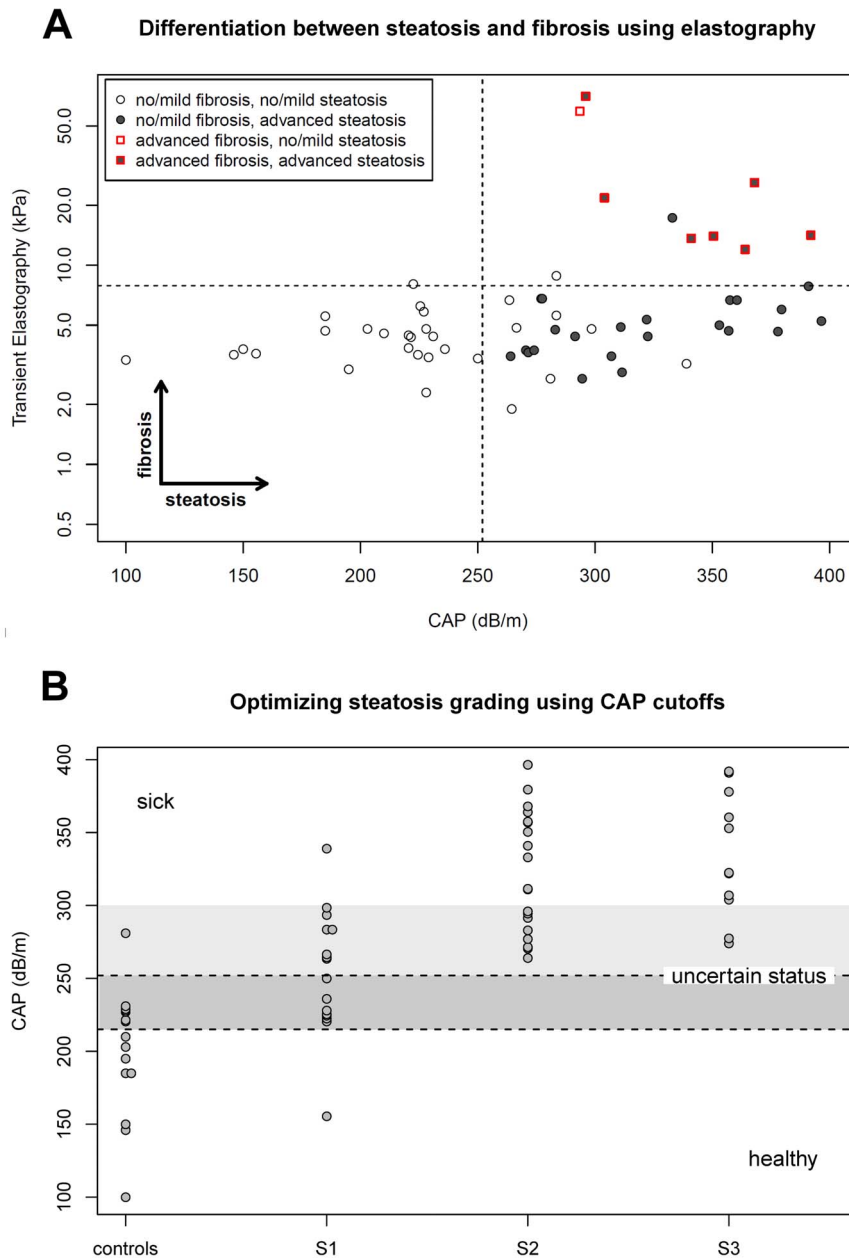 A
Differentiation between steatosis and fibrosis using elastography
no/mild fibrosis, no/mild steatosis
no/mild fibrosis, advanced steatosis
advanced fibrosis, no/mild steatosis
advanced fibrosis, advanced steatosis
Transient Elastography (kPa)
50.0
20.0
10.0
5.0
2.0
1.0
0.5
fibrosis
steatosis
100 150 200 250 300 350 400
CAP (dB/m)
B
Optimizing steatosis grading using CAP cutoffs
CAP (dB/m)
400
350
300
250
200
150
100
sick
uncertain status
healthy
controls S1 S2 S3